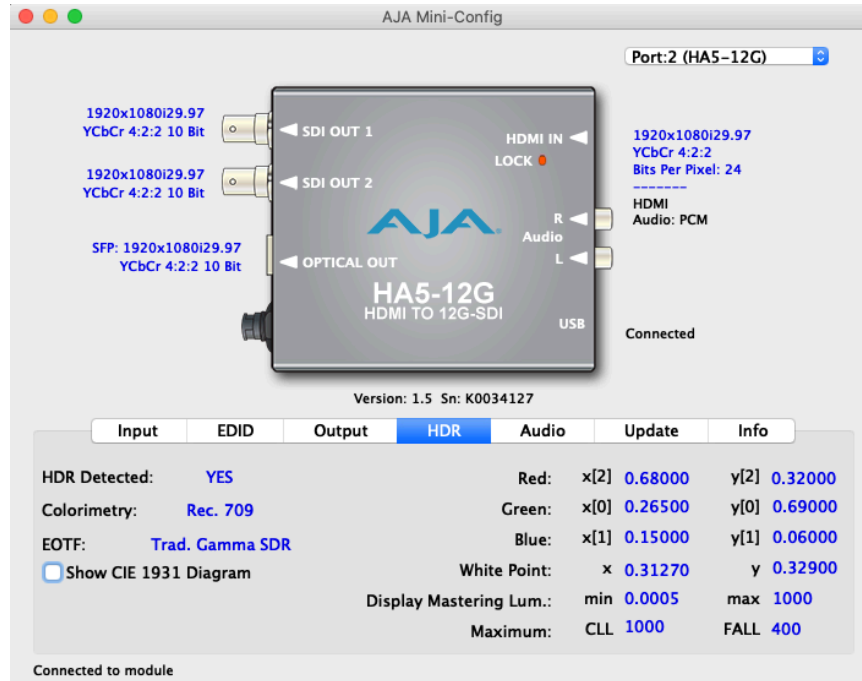 AJA Mini-Config
Port:2 (HA5-12G)
1920x1080i29.97
YCbCr 4:2:2 10 Bit
SDI OUT 1
HDMI IN
LOCK
1920x1080i29.97
YCbCr 4:2:2
Bits Per Pixel: 24
-------
HDMI
Audio: PCM
1920x1080i29.97
YCbCr 4:2:2 10 Bit
SDI OUT 2
AJA
R
Audio
L
SFP: 1920x1080i29.97
YCbCr 4:2:2 10 Bit
OPTICAL OUT
HA5-12G
HDMI TO 12G-SDI
USB
Connected
Version: 1.5 Sn: K0034127
Input EDID Output HDR Audio Update Info
HDR Detected: YES Red: x[2] 0.68000 y[2] 0.32000
Colorimetry: Rec. 709 Green: x[0] 0.26500 y[0] 0.69000
EOTF: Trad. Gamma SDR Blue: x[1] 0.15000 y[1] 0.06000
Show CIE 1931 Diagram White Point: x 0.31270 y 0.32900
Display Mastering Lum.: min 0.0005 max 1000
Maximum: CLL 1000 FALL 400
Connected to module